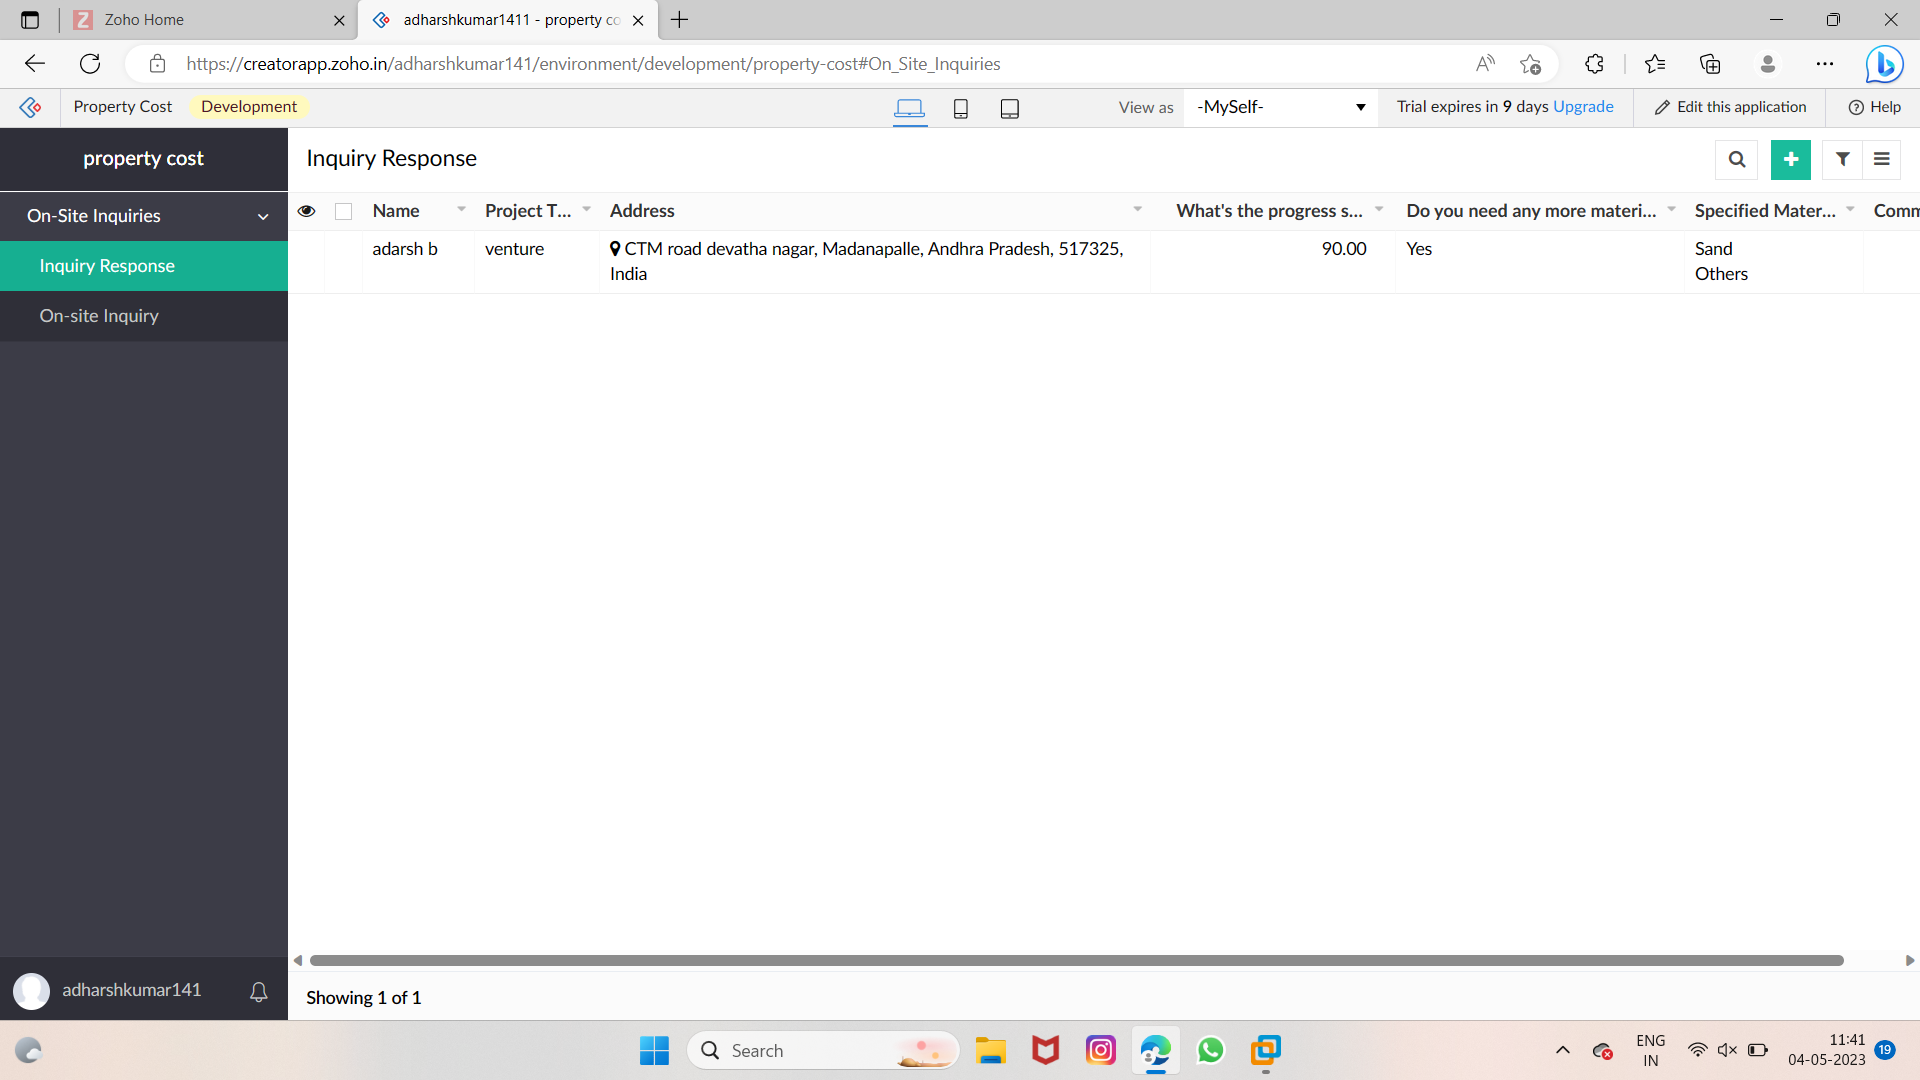 Zoho Home
adharshkumar1411 - property co
https://creatorapp.zoho.in/adharshkumar141/environment/development/property-cost#On_Site_Inquiries
Property Cost Development View as -MySelf- Trial expires in 9 days Upgrade Edit this application Help
property cost
On-Site Inquiries
Inquiry Response
On-site Inquiry
adharshkumar141
Inquiry Response
Name Project T... Address What's the progress s... Do you need any more materi... Specified Mater... Comm
adarsh b venture CTM road devatha nagar, Madanapalle, Andhra Pradesh, 517325, 90.00 Yes Sand
India Others
Showing 1 of 1
Search
ENG
IN
11:41
04-05-2023
19